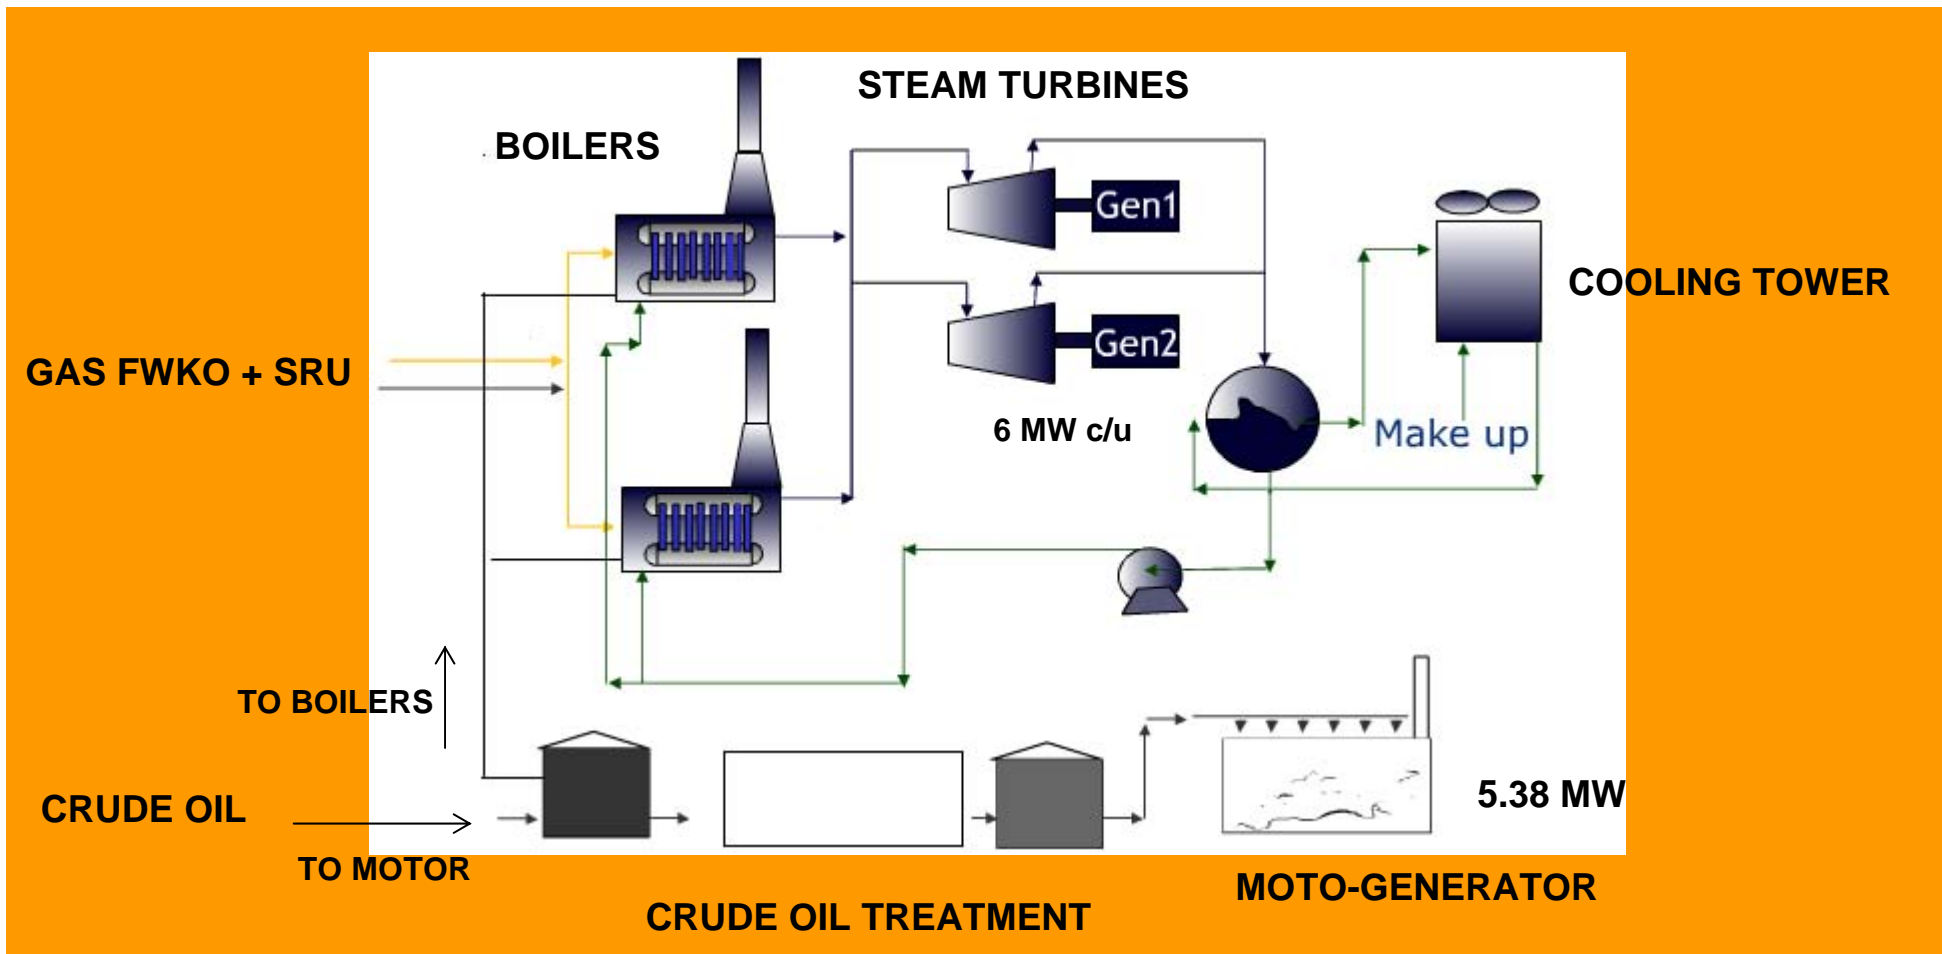 STEAM TURBINES
BOILERS
Gen1
COOLING TOWER
Gen2
GAS FWKO + SRU
6 MW c/u
Make up
TO BOILERS
CRUDE OIL
5.38 MW
TO MOTOR
MOTO-GENERATOR
CRUDE OIL TREATMENT